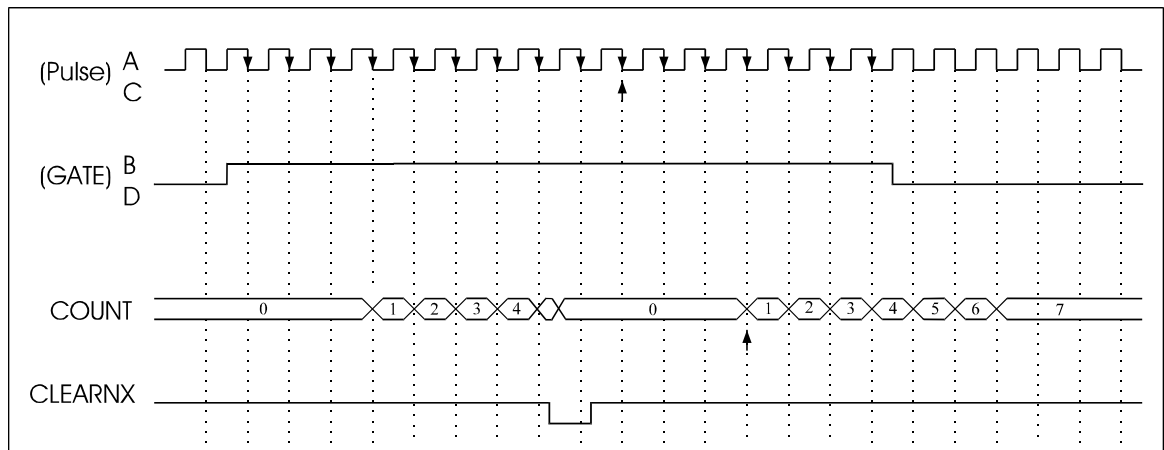 (Pulse) A
C
(GATE) B
D
COUNT 0 1 2 3 4 0 1 2 3 4 5 6 7
CLEARNX